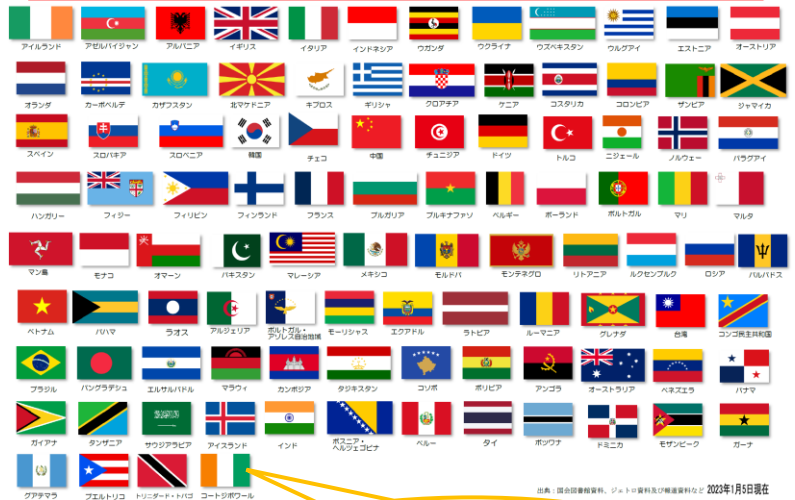 アイルランド アゼルバイジャン アルバニア イギリス イタリア インドネシア ウガンダ ウクライナ ウズベキスタン ウルグアイ エストニア オーストリア
オランダ カーボベルデ カザフスタン 北マケドニア キプロス ギリシャ クロアチア ケニア コスタリカ コロンビア ザンビア ジャマイカ
スペイン スロバキア スロベニア 韓国 チェコ 中国 チュニジア ドイツ トルコ ニジェール ノルウェー パラグアイ
ハンガリー フィジー フィリピン フィンランド フランス ブルガリア ブルキナファソ ベルギー ポーランド ポルトガル マリ マルタ
マン島 モナコ オマーン パキスタン マレーシア メキシコ モルドバ モンテネグロ リトアニア ルクセンブルク ロシア バルバドス
ベトナム バハマ ラオス アルジェリア ポルトガル・
アゾレス自治地域 モーリシャス エクアドル ラトビア ルーマニア グレナダ 台湾 コンゴ民主共和国
ブラジル バングラデシュ エルサルバドル マラウィ カンボジア タジキスタン コソボ ボリビア アンゴラ オーストラリア ベネズエラ パナマ
ガイアナ タンザニア サウジアラビア アイスランド インド ボスニア・
ヘルツェゴビナ ペルー タイ ボツワナ ドミニカ モザンビーク ガーナ
グアテマラ プエルトリコ トリニダード・トバゴ コートジボワール
出典：国会図書館資料、ジェトロ資料及び報道資料など 2023年1月5日現在